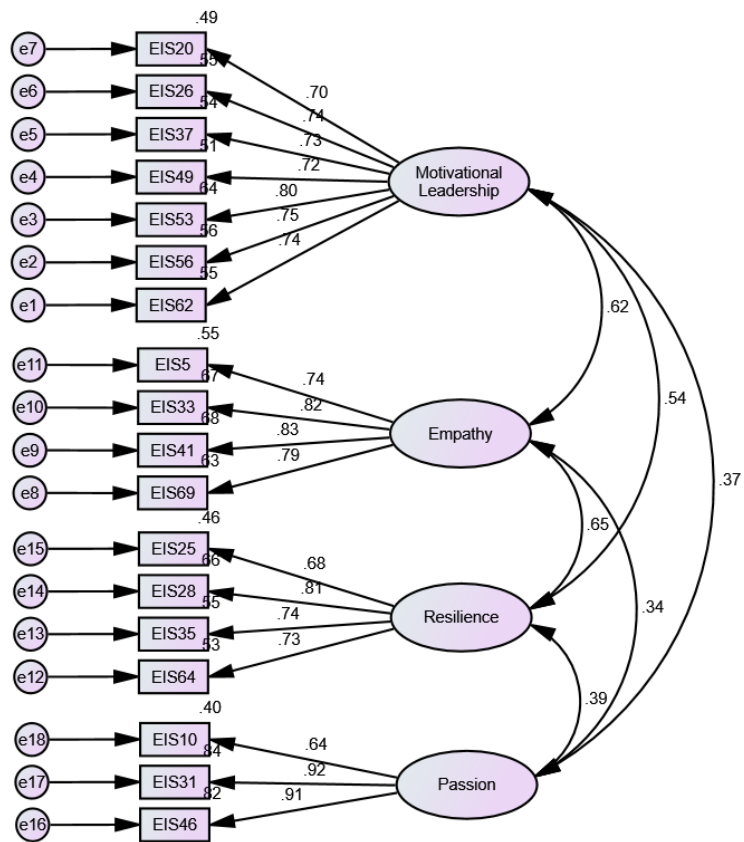 .49
e7 EIS20 .70
.55
e6 EIS26 .74
.54
e5 EIS37 .73
.51
e4 EIS49 .72
Motivational
Leadership
.64
e3 EIS53 .80
.56
e2 EIS56 .75
.55
e1 EIS62 .74
.62
.55
e11 EIS5 .74
.54
.67
e10 EIS33 .82
Empathy
.68
e9 EIS41 .83
.37
.63
e8 EIS69 .79
.46
.65
e15 EIS25 .68
.66
e14 EIS28 .81
.34
Resilience
.55
e13 EIS35 .74
.53
e12 EIS64 .73
.39
.40
e18 EIS10 .64
.84
e17 EIS31 .92
Passion
.82
e16 EIS46 .91